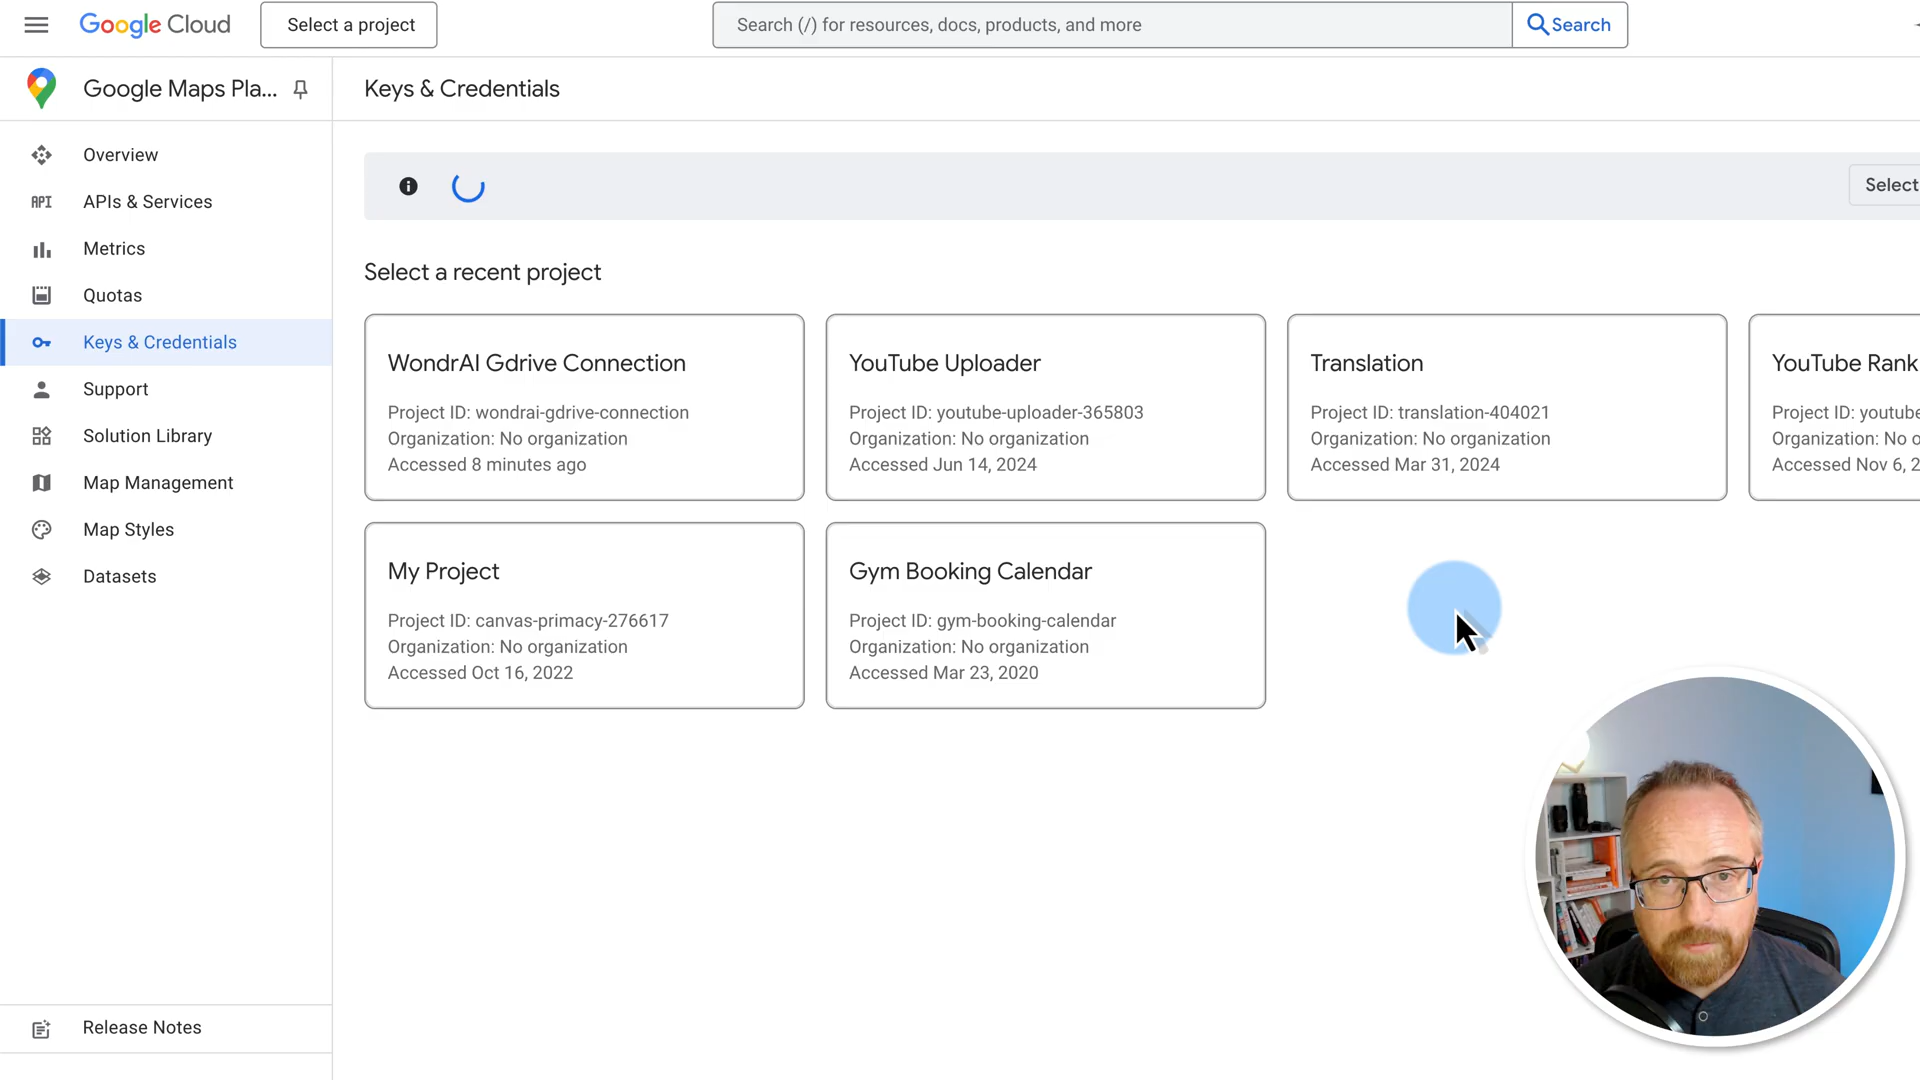 Google Cloud
Select a project
Search (/) for resources, docs, products, and more
Search
Google Maps Pla...
Keys & Credentials
Overview
API
APIs & Services
Metrics
Quotas
Keys & Credentials
Support
Solution Library
Map Management
Map Styles
Datasets
Release Notes
Select
Select a recent project
WondrAI Gdrive Connection
Project ID: wondrai-gdrive-connection
Organization: No organization
Accessed 8 minutes ago
YouTube Uploader
Project ID: youtube-uploader-365803
Organization: No organization
Accessed Jun 14, 2024
Translation
Project ID: translation-404021
Organization: No organization
Accessed Mar 31, 2024
YouTube Rank
Project ID: youtube
Organization: No o
Accessed Nov 6, 2
My Project
Project ID: canvas-primacy-276617
Organization: No organization
Accessed Oct 16, 2022
Gym Booking Calendar
Project ID: gym-booking-calendar
Organization: No organization
Accessed Mar 23, 2020